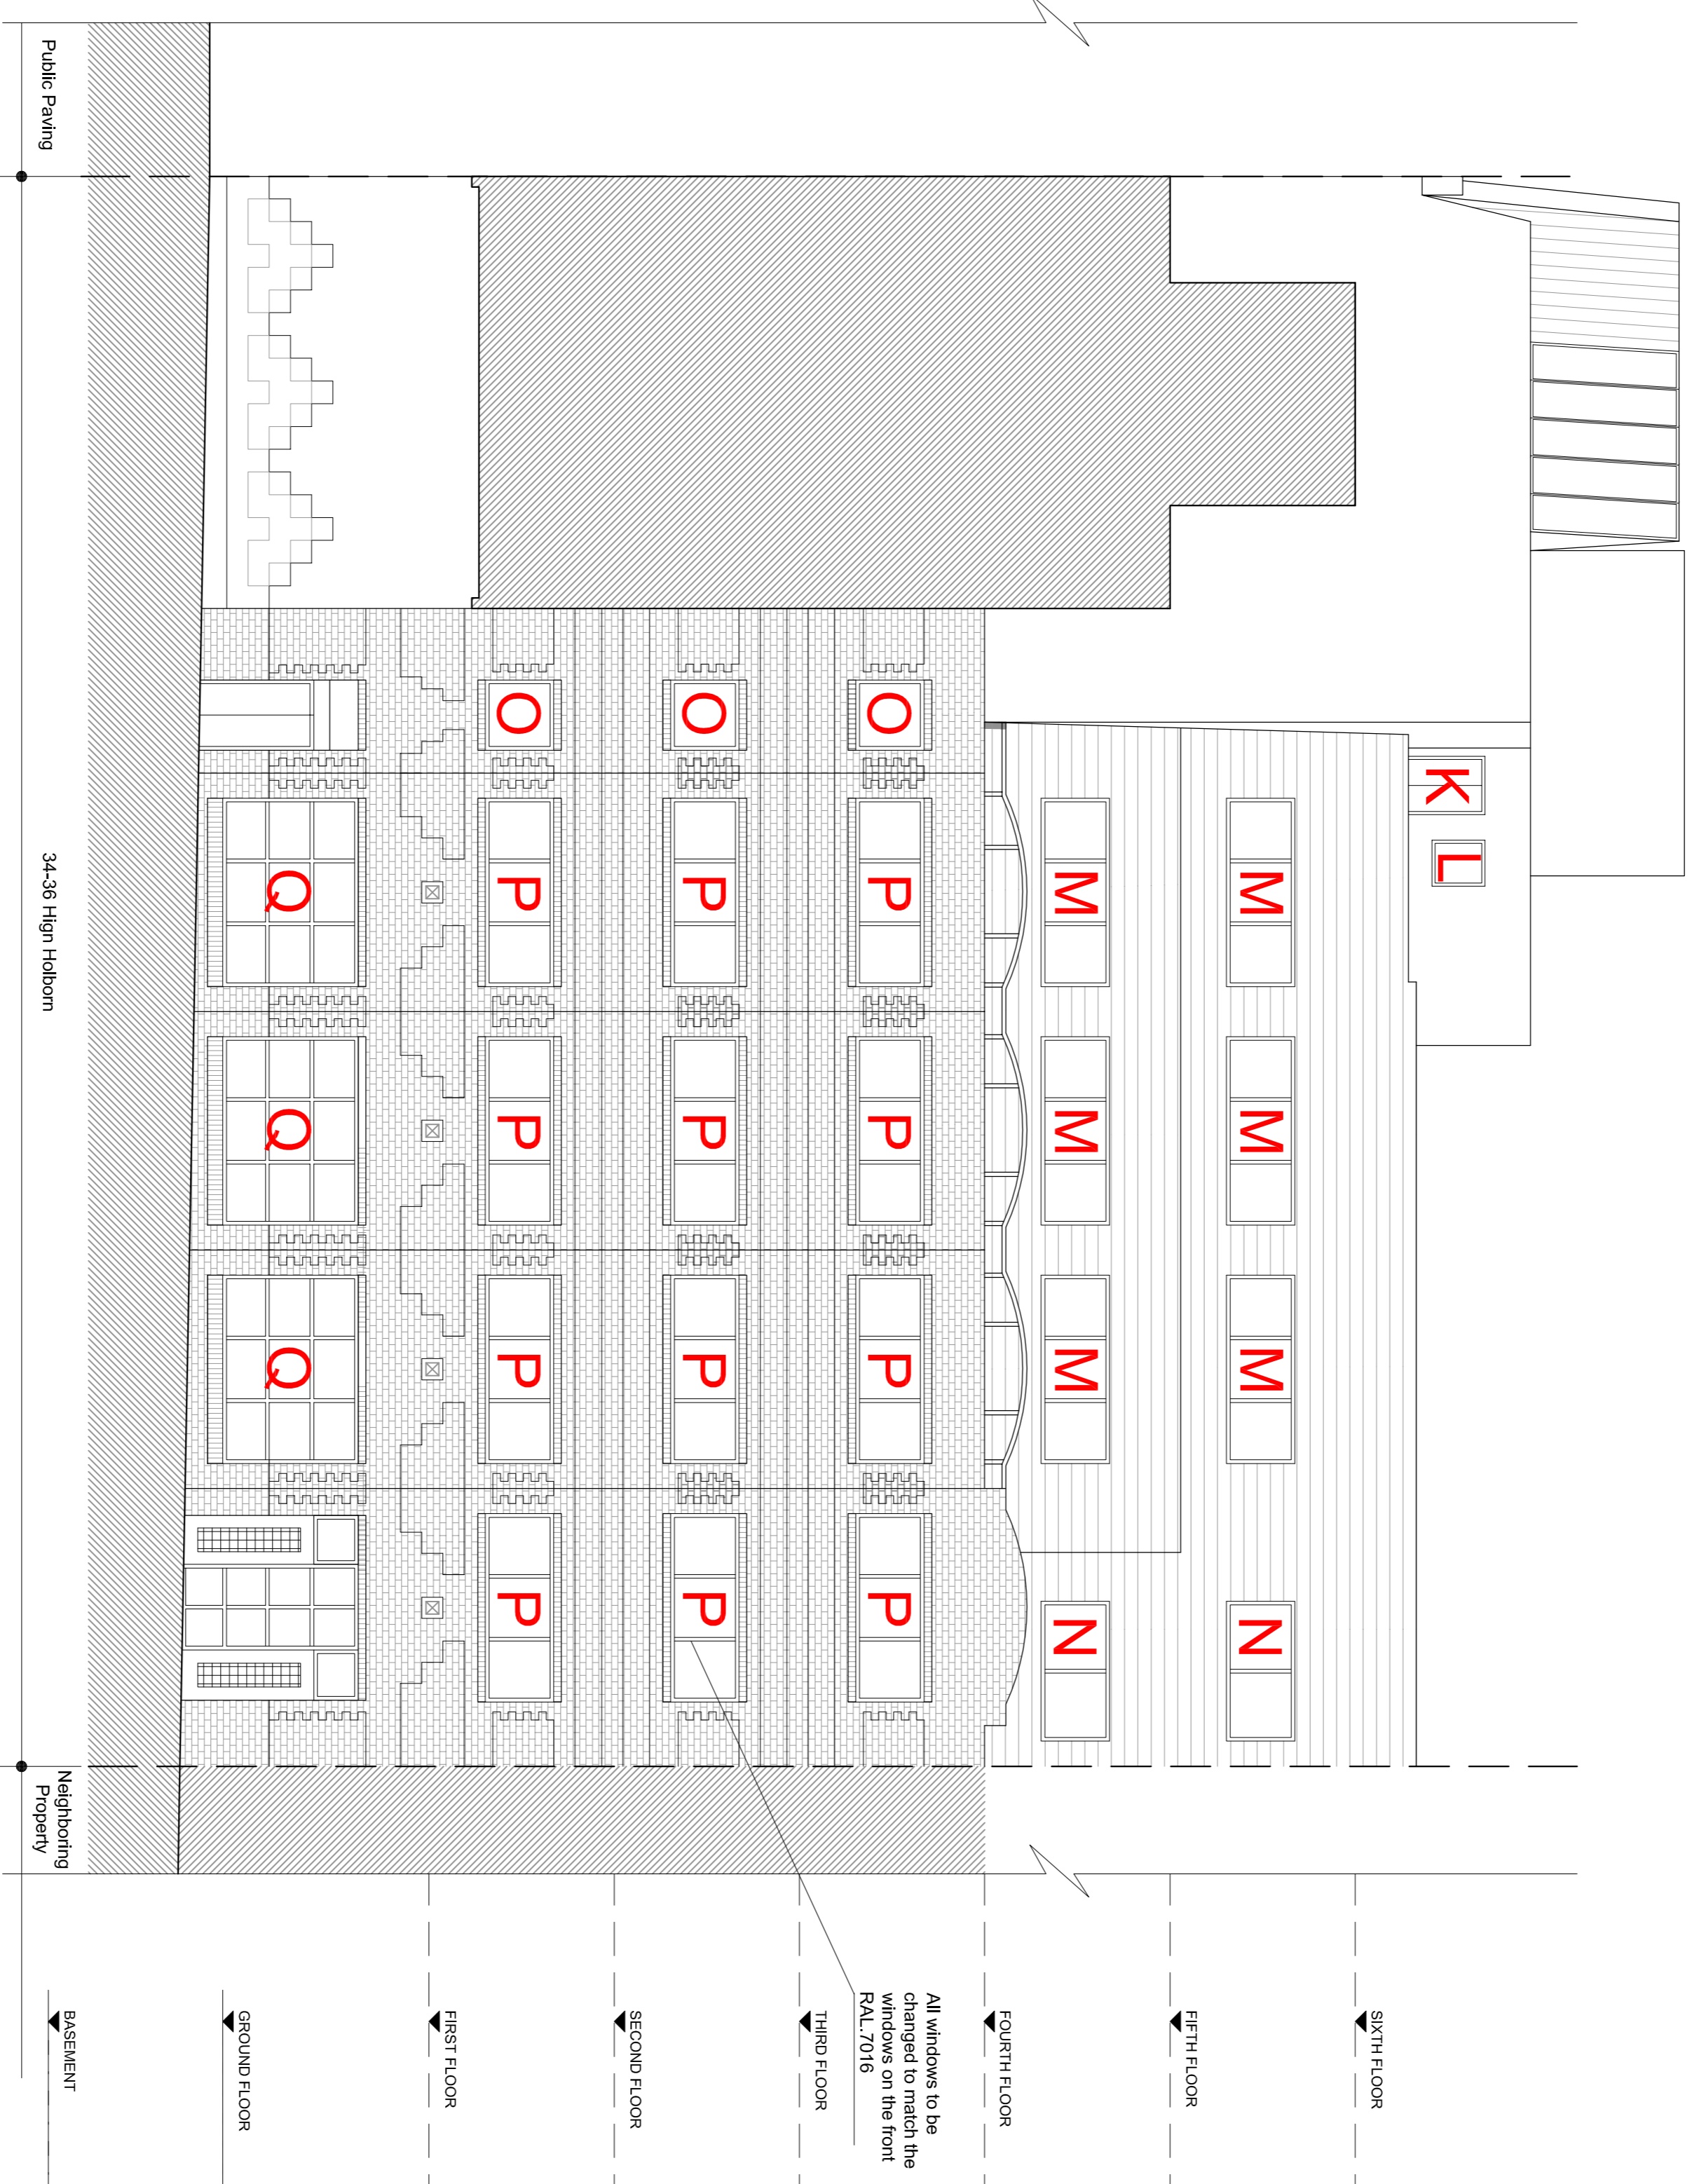 K L
SIXTH FLOOR
M M M N
FIFTH FLOOR
M M M N
FOURTH FLOOR
All windows to be
changed to match the
windows on the front
RAL.7016
O P P P P
THIRD FLOOR
O P P P P
SECOND FLOOR
O P P P P
FIRST FLOOR
Q Q Q
GROUND FLOOR
BASEMENT
Public Paving
34-36 Hign Holborn
Neighboring
Property